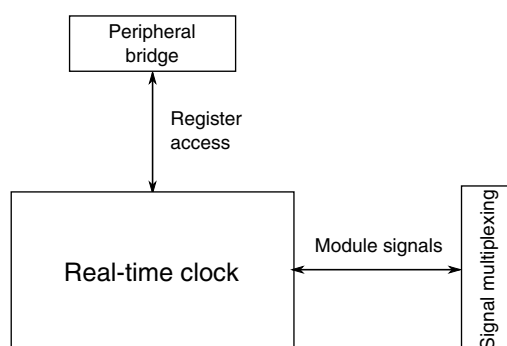 Peripheral
bridge
Register
access
Real-time clock
Module signals
Signal multiplexing